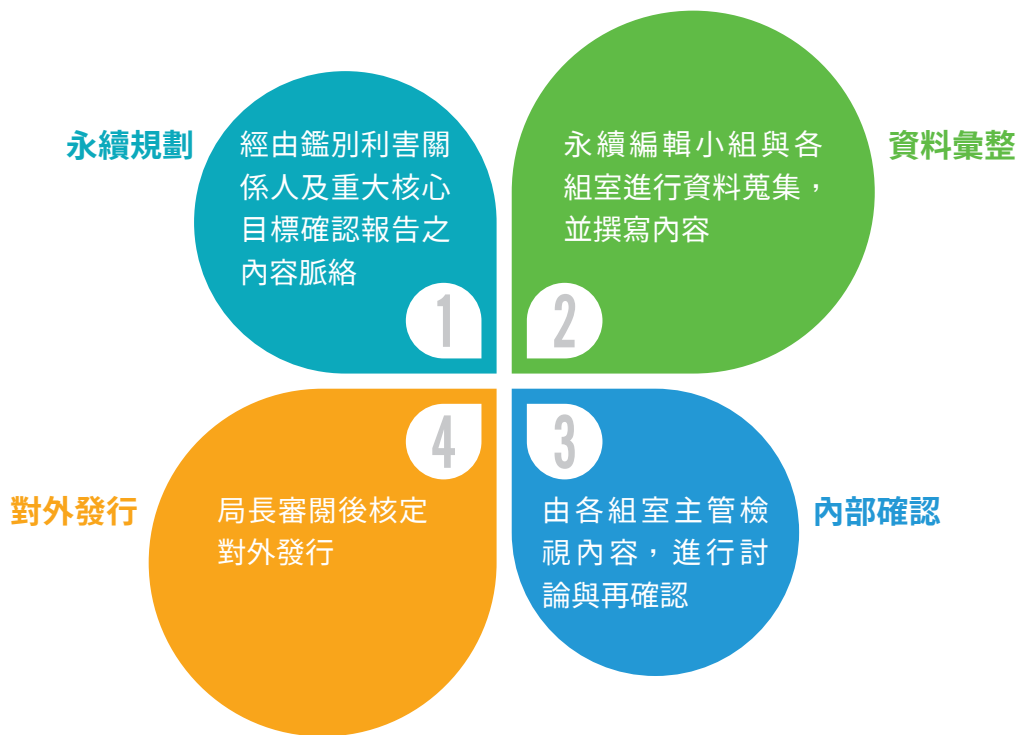 永續規劃
經由鑑別利害關
係人及重大核心
目標確認報告之
內容脈絡
1
資料彙整
永續編輯小組與各
組室進行資料蒐集，
並撰寫內容
2
內部確認
3
由各組室主管檢
視內容，進行討
論與再確認
對外發行
4
局長審閱後核定
對外發行